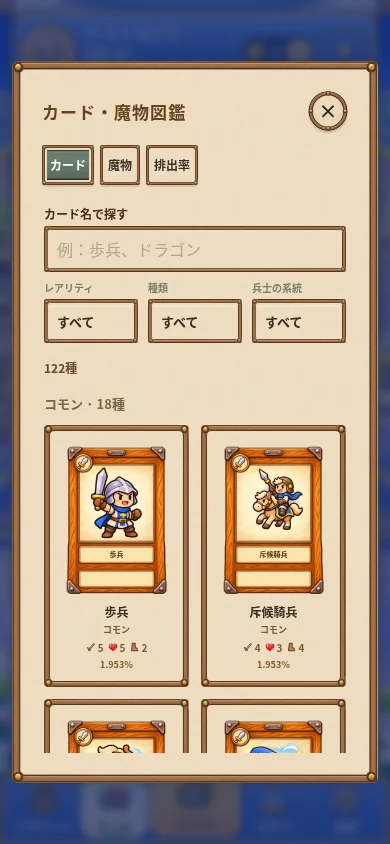 カード・魔物図鑑
カード 魔物 排出率
カード名で探す
例：歩兵、ドラゴン
レアリティ 種類 兵士の系統
すべて すべて すべて
122種
コモン・18種
歩兵 斥候騎兵
歩兵 斥候騎兵
コモン コモン
5 5 2 4 3 4
1.953% 1.953%